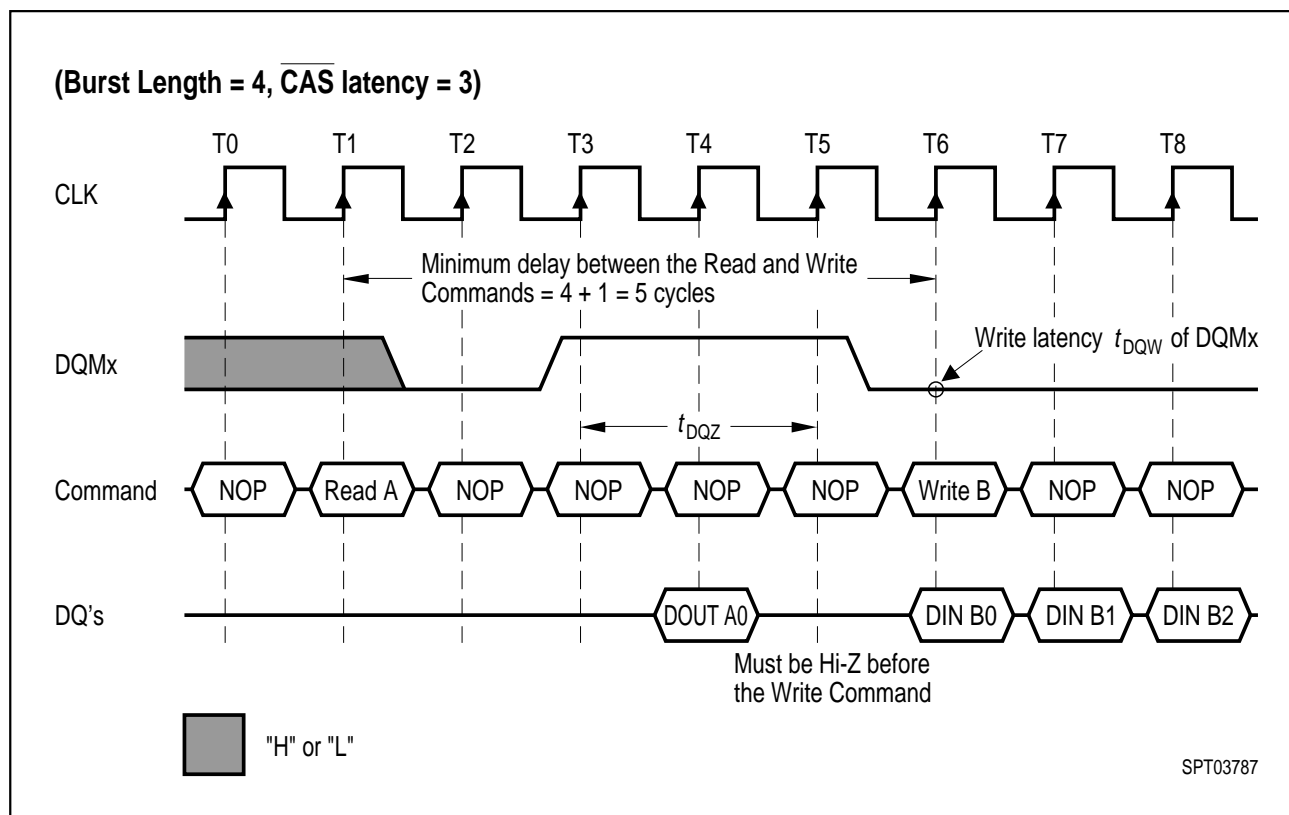 (Burst Length = 4, CAS latency = 3)
T0 T1 T2 T3 T4 T5 T6 T7 T8
CLK
Minimum delay between the Read and Write
Commands = 4 + 1 = 5 cycles
Write latency tDQW of DQMx
DQMx
tDQZ
Command NOP Read A NOP NOP NOP NOP Write B NOP NOP
DQ's DOUT A0 DIN B0 DIN B1 DIN B2
Must be Hi-Z before
the Write Command
"H" or "L"
SPT03787